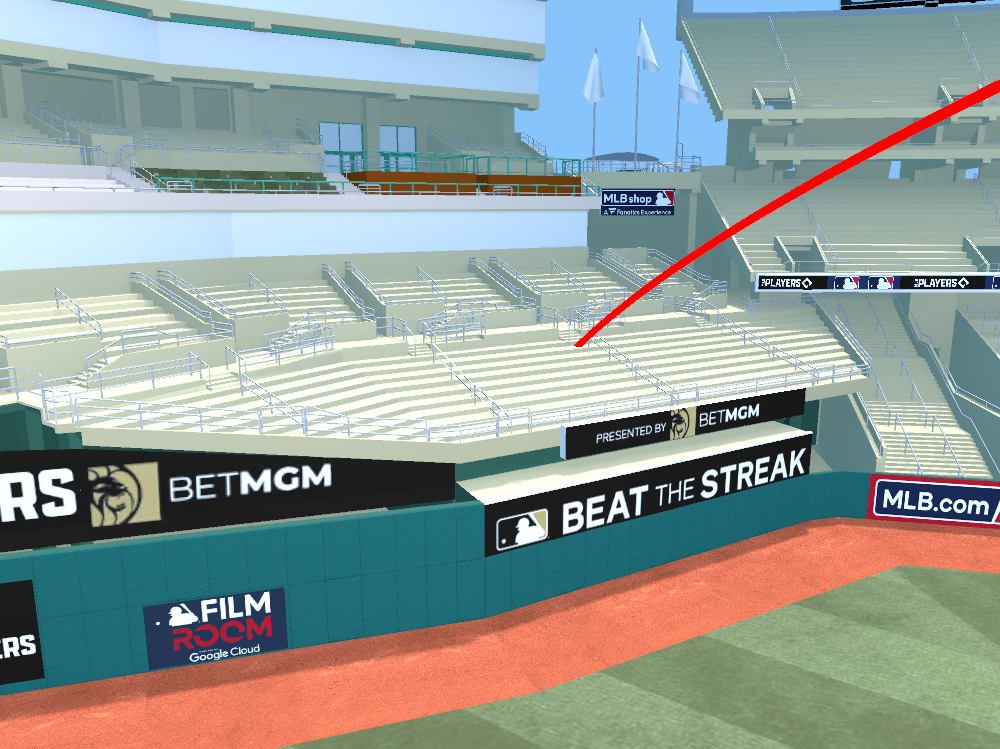 MLB shop
A Fanatics Experience
PLAYERS
PLAYERS
PRESENTED BY BETMGM
BEAT THE STREAK
RS BETMGM
MLB.com/
FILM
ROOM
Google Cloud
ERS